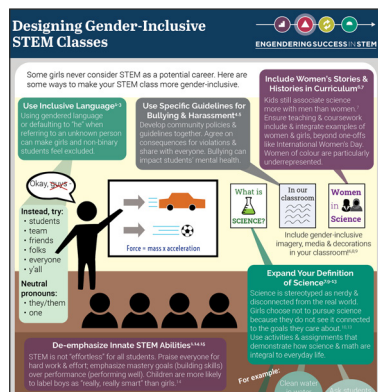 Designing Gender-Inclusive
STEM Classes
ENGENDERING SUCCESS IN STEM
Some girls never consider STEM as a potential career. Here are
some ways to make your STEM class more gender-inclusive.
Use Inclusive Language
Using gendered language
or defaulting to "he" when
referring to an unknown person
can make girls and non-binary
students feel excluded.
Use Specific Guidelines for
Bullying & Harassment
Develop community policies &
guidelines together. Agree on
consequences for violations &
share with everyone. Bullying can
impact students' mental health.
Include Women's Stories &
Histories in Curriculum
Kids still associate science
more with men than women.
Ensure teaching & coursework
include & integrate examples of
women & girls, beyond one-offs
like International Women's Day.
Women of colour are particularly
underrepresented.
Okay, guys
Instead, try:
• students
• team
• friends
• folks
• everyone
• y'all
Neutral
pronouns:
• they/them
• one
Force = mass x acceleration
What is
SCIENCE?
In our
classroom
Women
in
Science
Include gender-inclusive
imagery, media & decorations
in your classroom!
Expand Your Definition
of Science
Science is stereotyped as nerdy &
disconnected from the real world.
Girls choose not to pursue science
because they do not see it connected
to the goals they care about.
Use activities & assignments that
demonstrate how science & math are
integral to everyday life.
De-emphasize Innate STEM Abilities
STEM is not "effortless" for all students. Praise everyone for
hard work & effort; emphasize mastery goals (building skills)
over performance (performing well). Children are more likely
to label boys as "really, really smart" than girls.
For example:
Clean water
Ask students